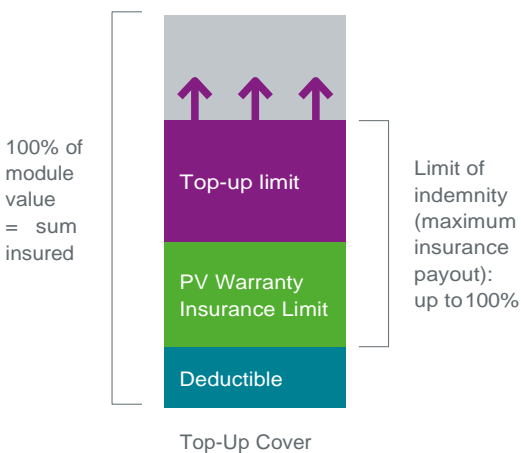 100% of
module
value
= sum
insured
Top-up limit
PV Warranty
Insurance Limit
Deductible
Limit of
indemnity
(maximum
insurance
payout):
up to 100%
Top-Up Cover